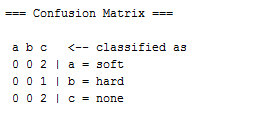 === Confusion Matrix ===
a b c   <-- classified as
0 0 2 | a = soft
0 0 1 | b = hard
0 0 2 | c = none